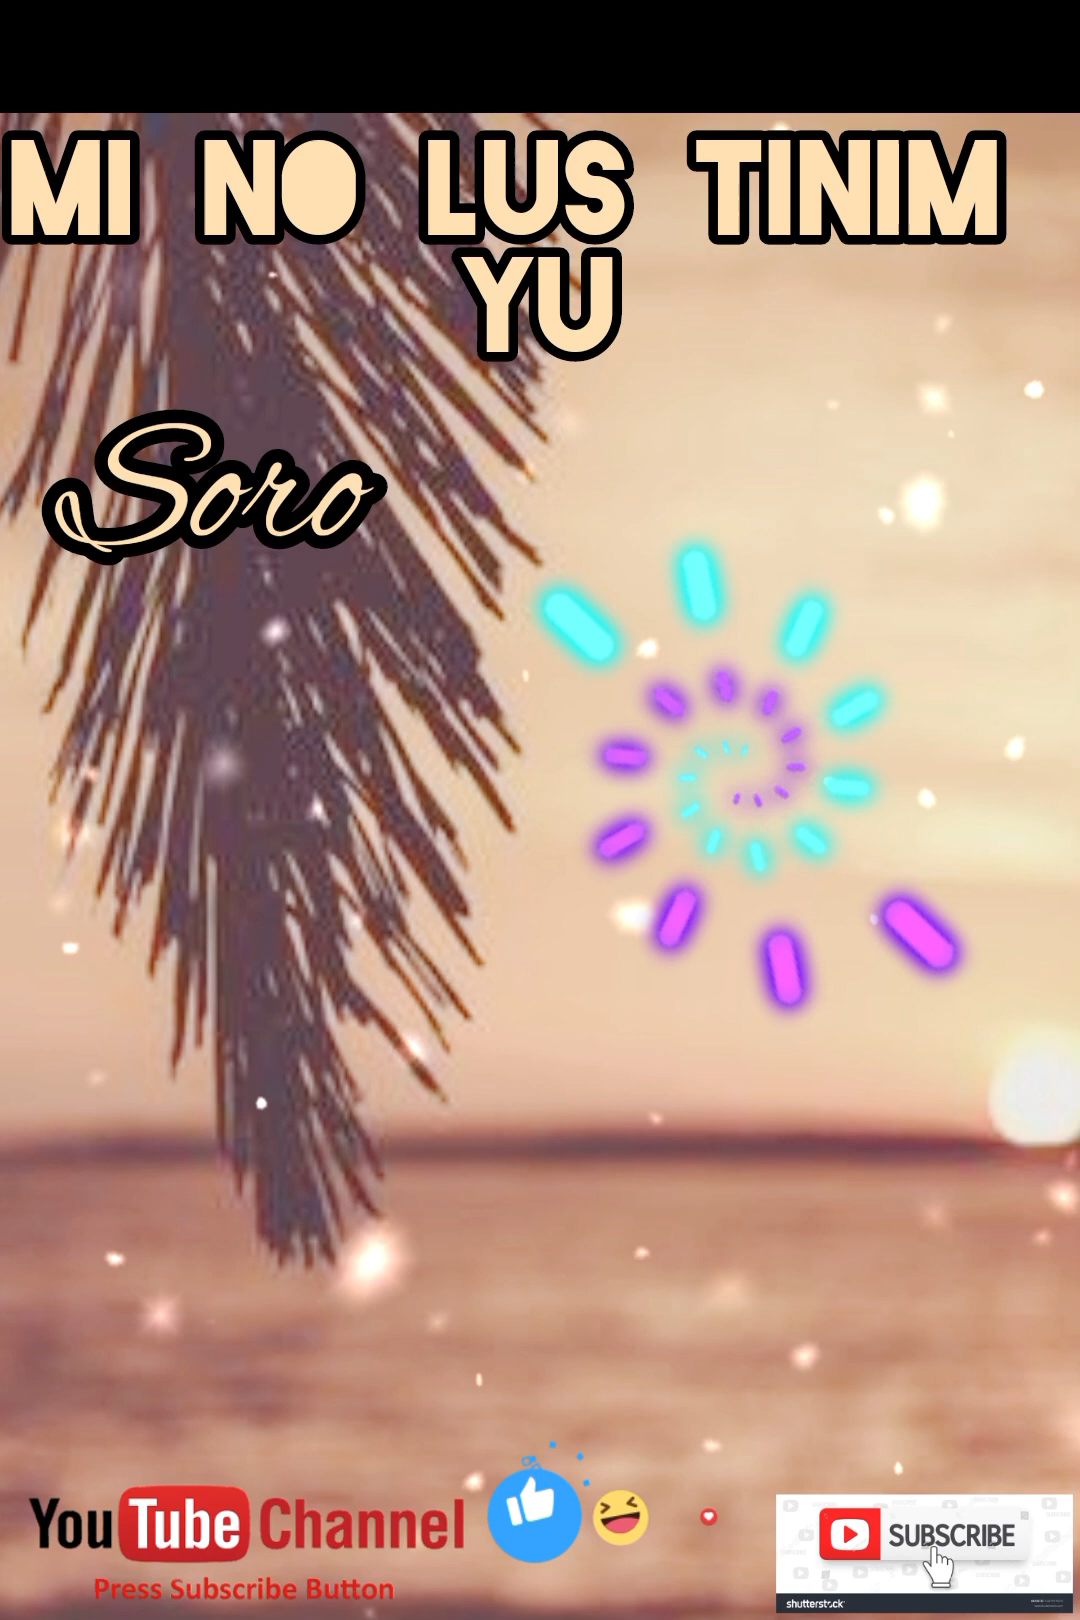 MI NO LUS TINIM
YU
Soro
YouTube Channel
Press Subscribe Button
SUBSCRIBE
shutterstock